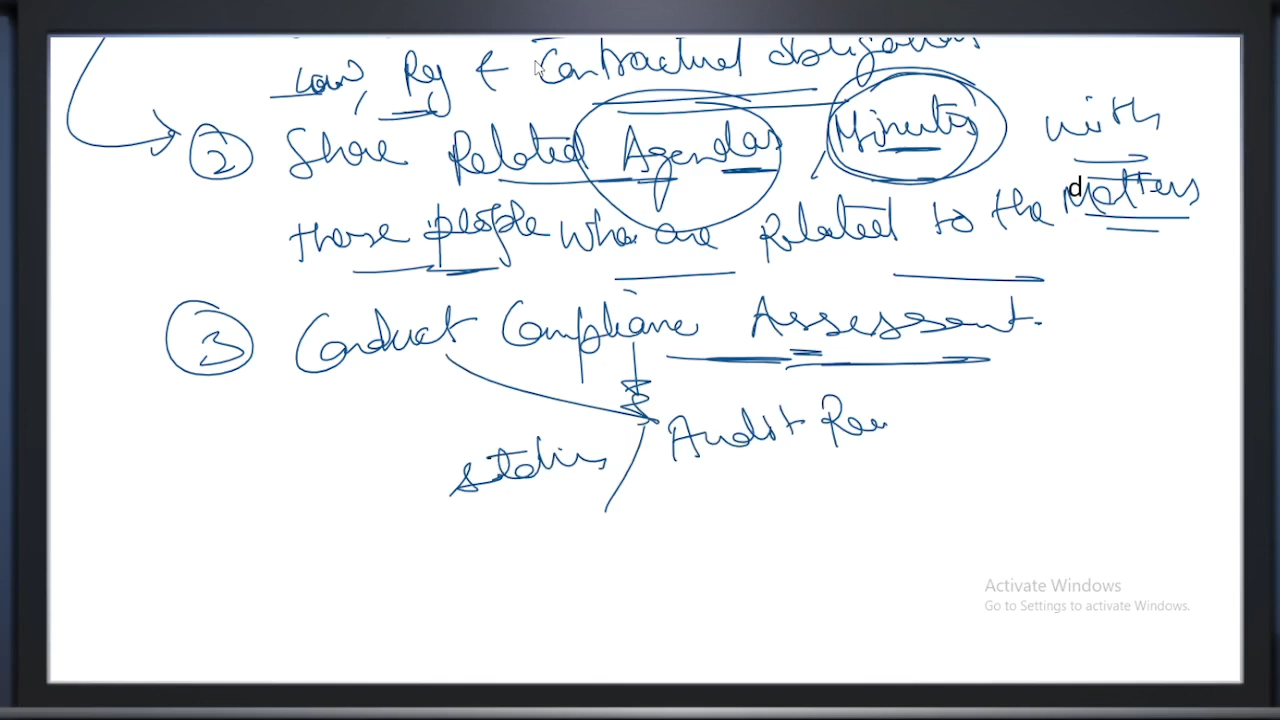 Law, Reg & Contractual obligations
② Share Related Agendas, Minutes with
those people who are Related to the Matters
d
③ Conduct Compliance Assessment.
Audit Rev
Activate Windows
Go to Settings to activate Windows.